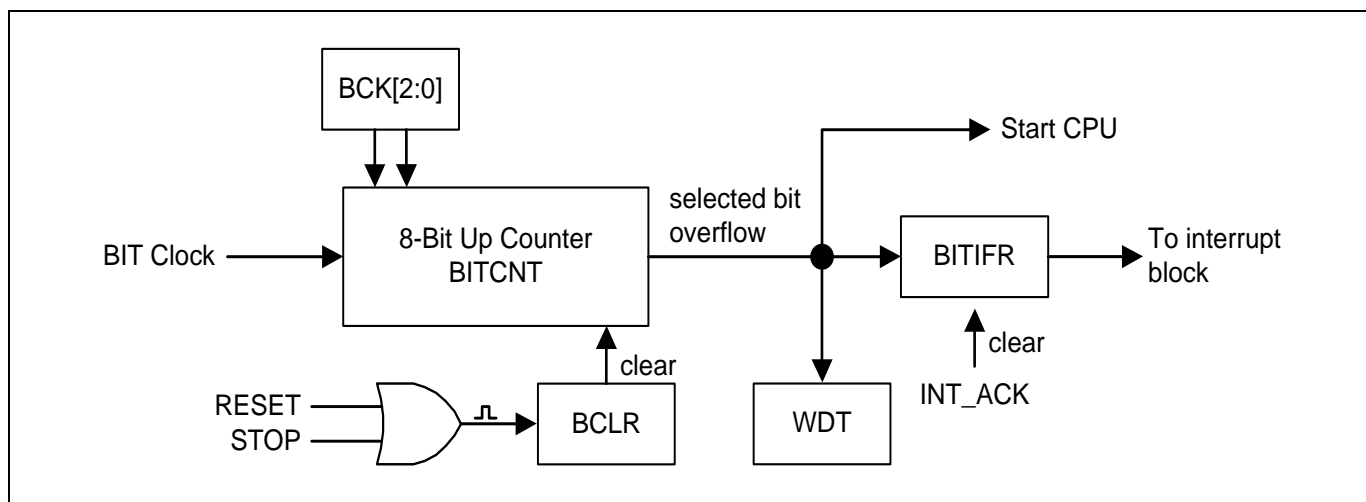 BCK[2:0]
Start CPU
selected bit
overflow
8-Bit Up Counter
BITCNT
BIT Clock
BITIFR
To interrupt
block
clear
clear
INT_ACK
RESET
STOP
BCLR
WDT